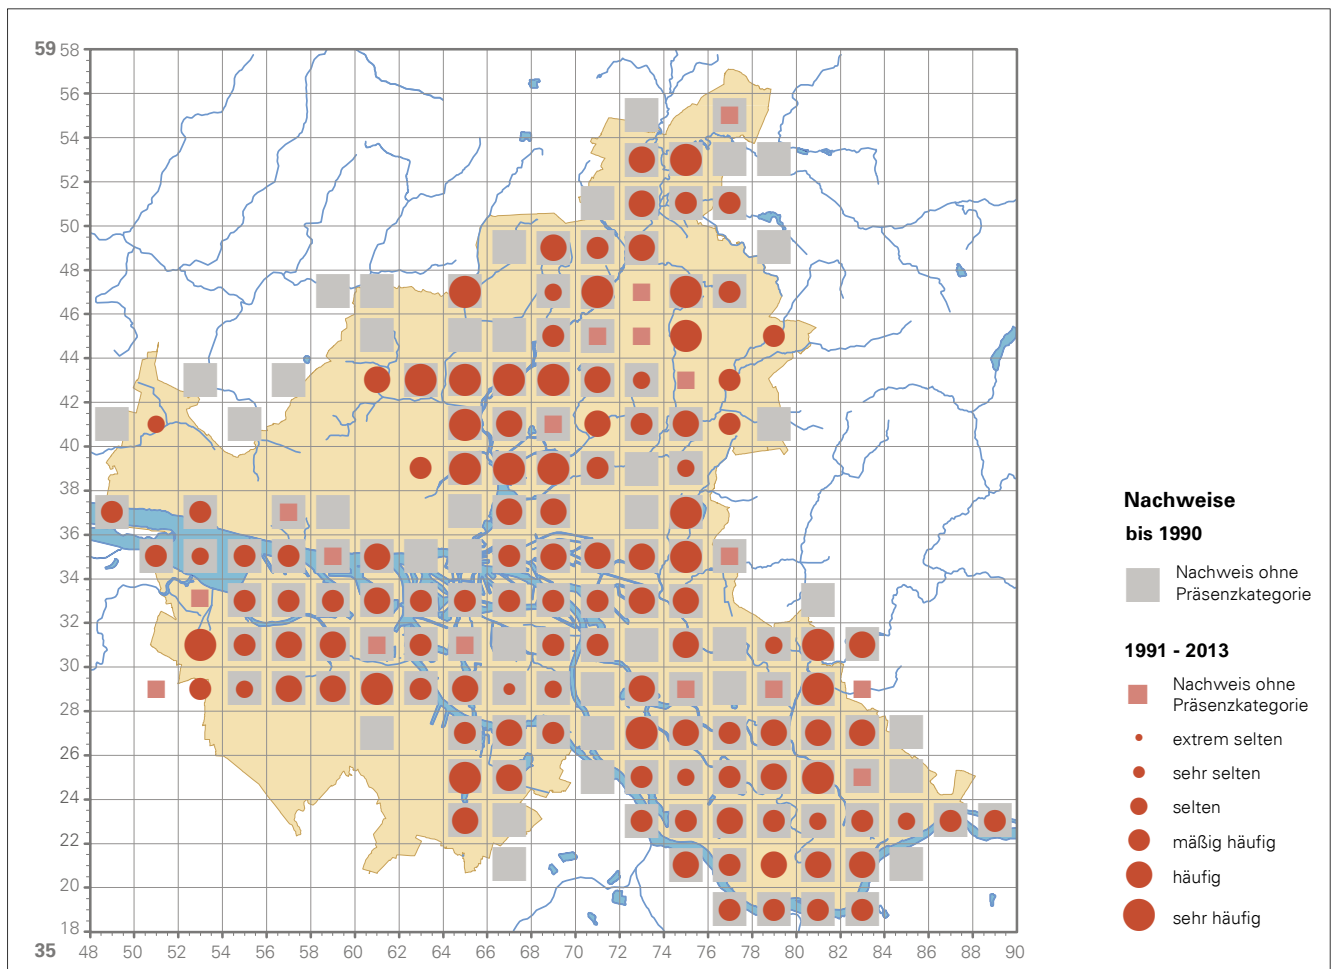 59 58
56
54
52
50
48
46
44
42
40
38
36
34
32
30
28
26
24
22
20
18
35 48 50 52 54 56 58 60 62 64 66 68 70 72 74 76 78 80 82 84 86 88 90
Nachweise
bis 1990
Nachweis ohne
Präsenzkategorie
1991 - 2013
Nachweis ohne
Präsenzkategorie
extrem selten
sehr selten
selten
mäßig häufig
häufig
sehr häufig